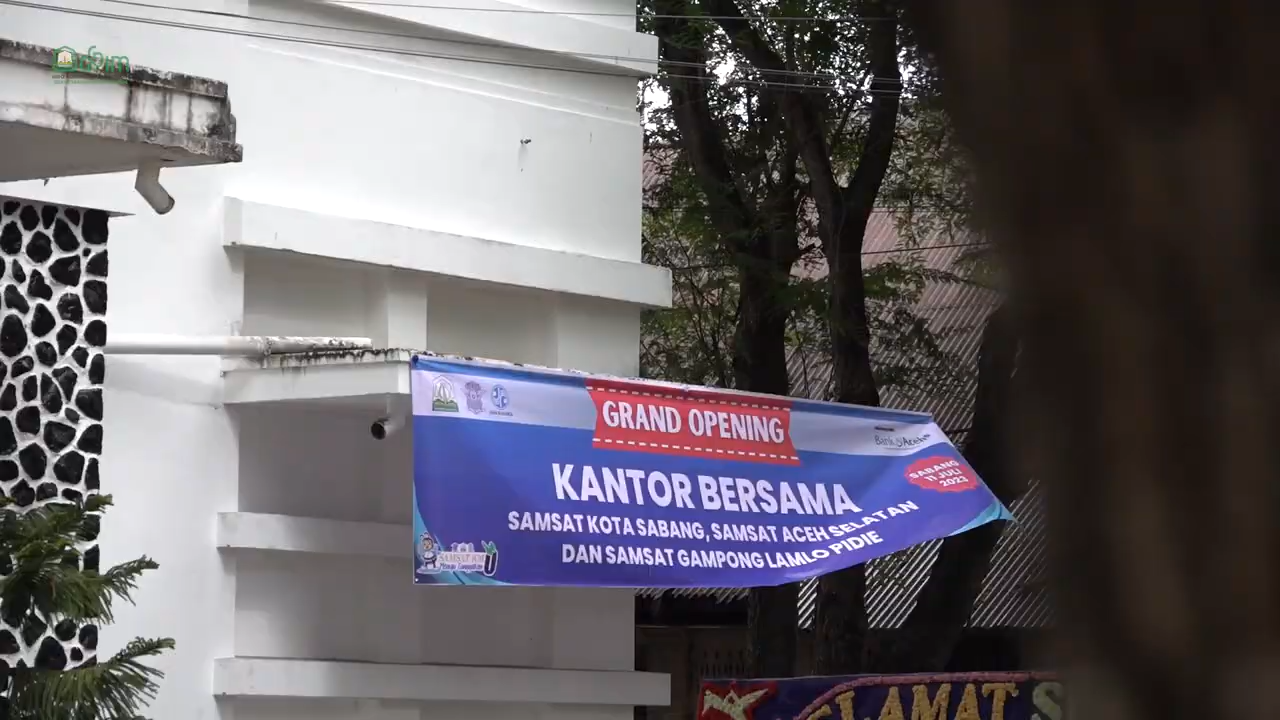 GRAND OPENING
Bank Aceh
SABANG
11 JULI
2023
KANTOR BERSAMA
SAMSAT KOTA SABANG, SAMSAT ACEH SELATAN
DAN SAMSAT GAMPONG LAMLO PIDIE
SELAMAT S